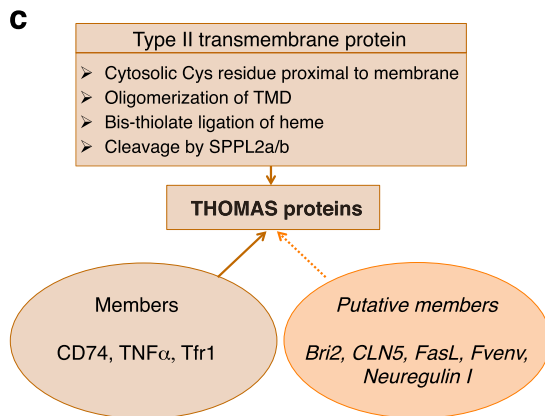 c
Type II transmembrane protein
➢ Cytosolic Cys residue proximal to membrane
➢ Oligomerization of TMD
➢ Bis-thiolate ligation of heme
➢ Cleavage by SPPL2a/b
THOMAS proteins
Members
CD74, TNFα, Tfr1
Putative members
Bri2, CLN5, FasL, Fvenv,
Neuregulin I